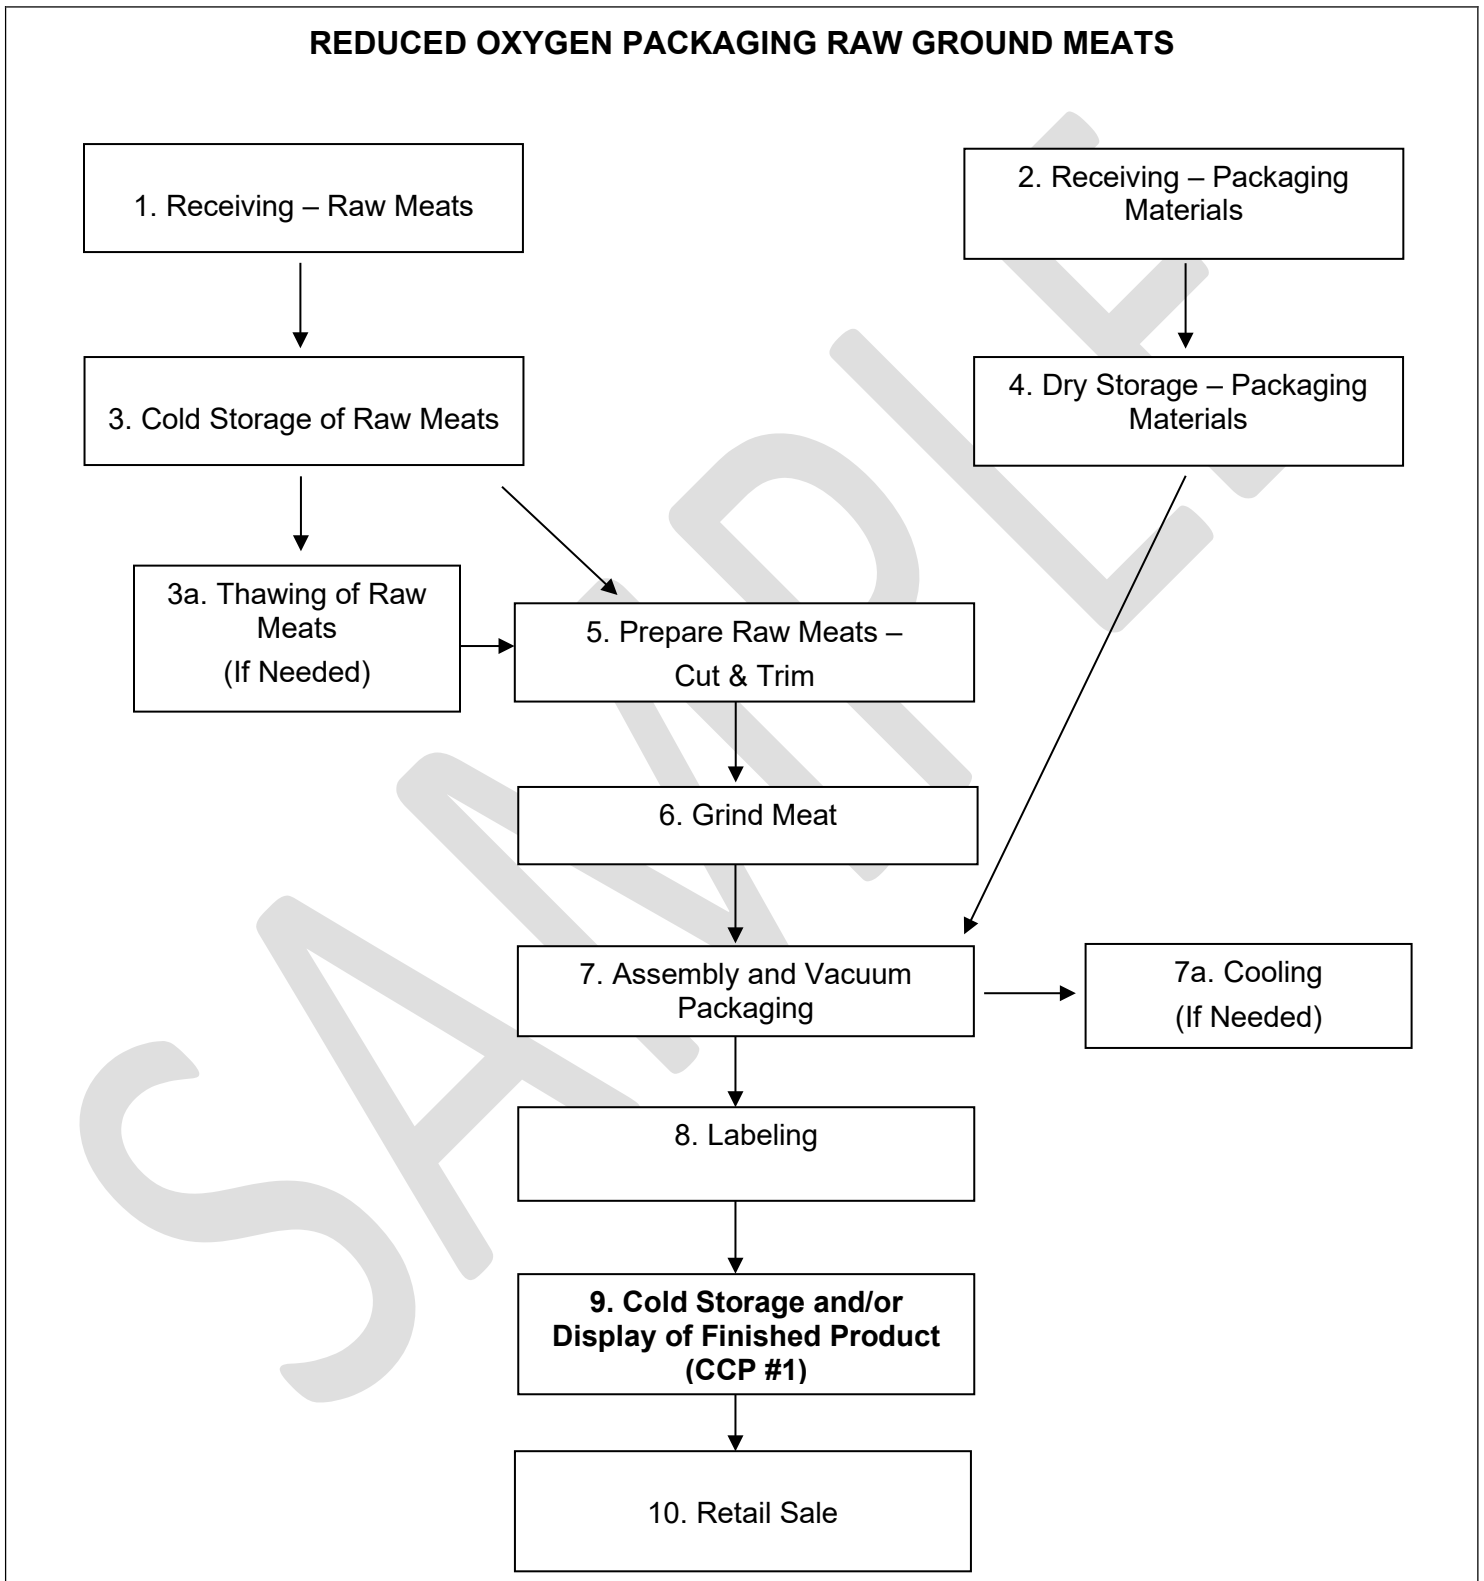 REDUCED OXYGEN PACKAGING RAW GROUND MEATS
1. Receiving – Raw Meats
2. Receiving – Packaging
Materials
3. Cold Storage of Raw Meats
4. Dry Storage – Packaging
Materials
3a. Thawing of Raw
Meats
(If Needed)
5. Prepare Raw Meats –
Cut & Trim
6. Grind Meat
7. Assembly and Vacuum
Packaging
7a. Cooling
(If Needed)
8. Labeling
9. Cold Storage and/or
Display of Finished Product
(CCP #1)
10. Retail Sale
SAMPLE